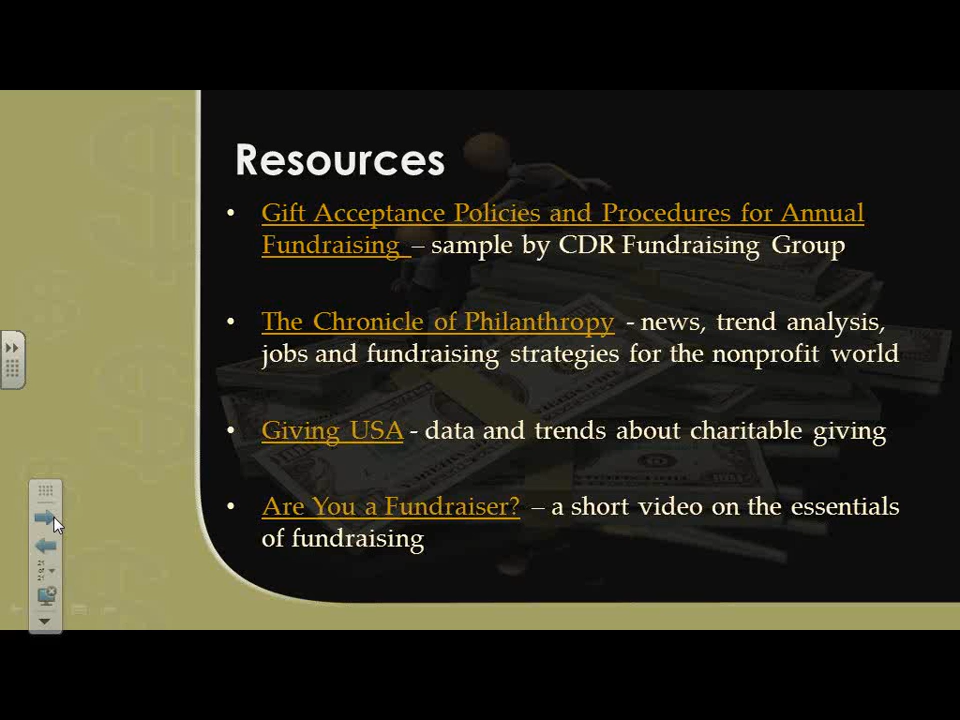 Resources
• Gift Acceptance Policies and Procedures for Annual
Fundraising – sample by CDR Fundraising Group
• The Chronicle of Philanthropy - news, trend analysis,
jobs and fundraising strategies for the nonprofit world
• Giving USA - data and trends about charitable giving
• Are You a Fundraiser? – a short video on the essentials
of fundraising